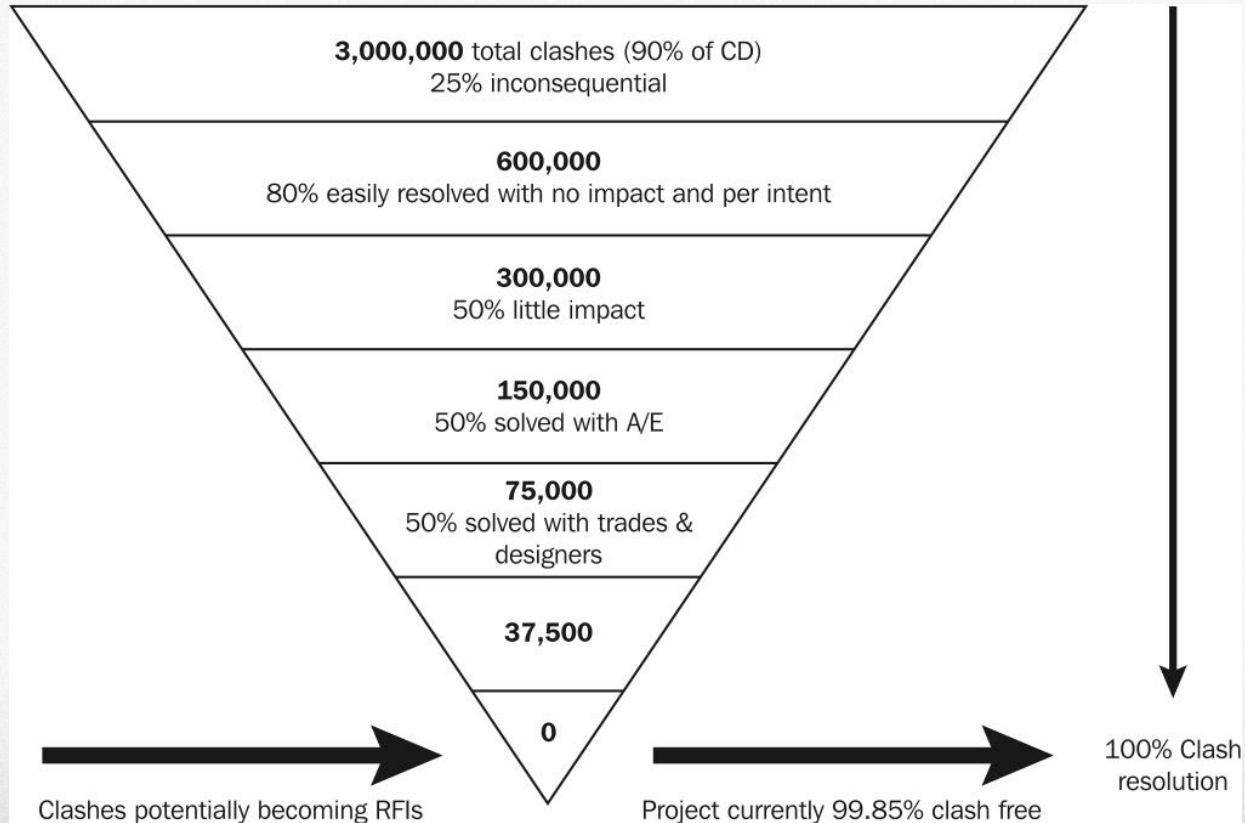 3,000,000 total clashes (90% of CD)
25% inconsequential
600,000
80% easily resolved with no impact and per intent
300,000
50% little impact
150,000
50% solved with A/E
75,000
50% solved with trades &
designers
37,500
0
Clashes potentially becoming RFIs
Project currently 99.85% clash free
100% Clash
resolution